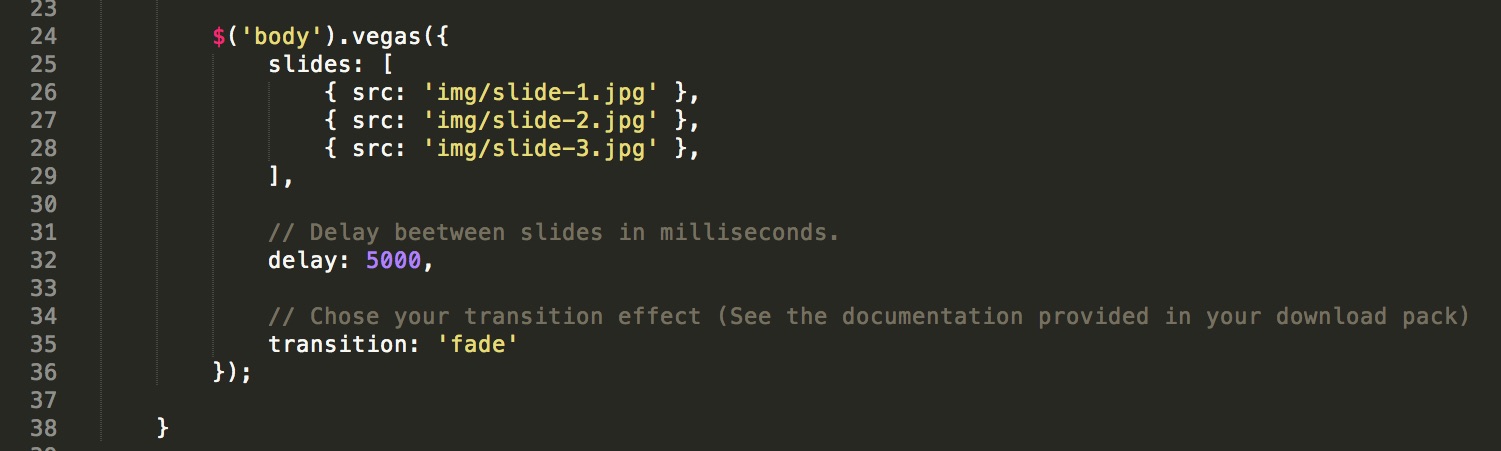 23
24 $('body').vegas({
25 slides: [
26 { src: 'img/slide-1.jpg' },
27 { src: 'img/slide-2.jpg' },
28 { src: 'img/slide-3.jpg' },
29 ],
30
31 // Delay beetween slides in milliseconds.
32 delay: 5000,
33
34 // Chose your transition effect (See the documentation provided in your download pack)
35 transition: 'fade'
36 });
37
38 }